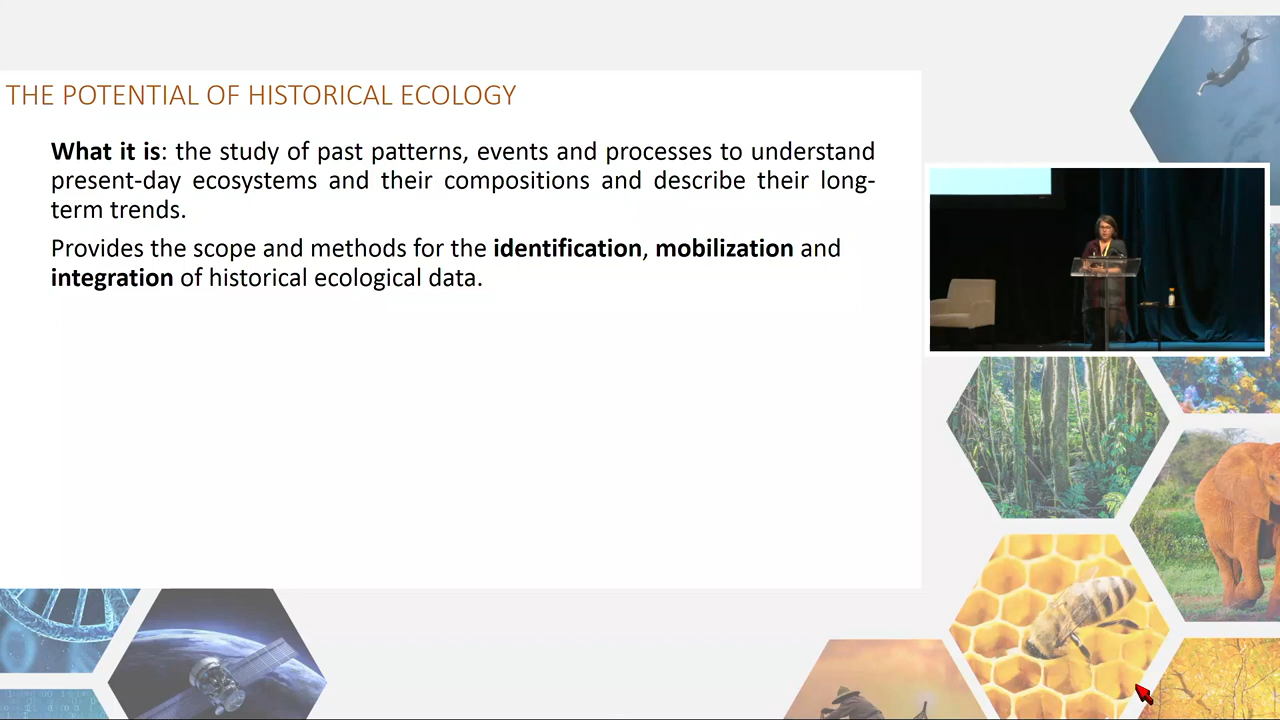 THE POTENTIAL OF HISTORICAL ECOLOGY
What it is: the study of past patterns, events and processes to understand
present-day ecosystems and their compositions and describe their long-
term trends.
Provides the scope and methods for the identification, mobilization and
integration of historical ecological data.